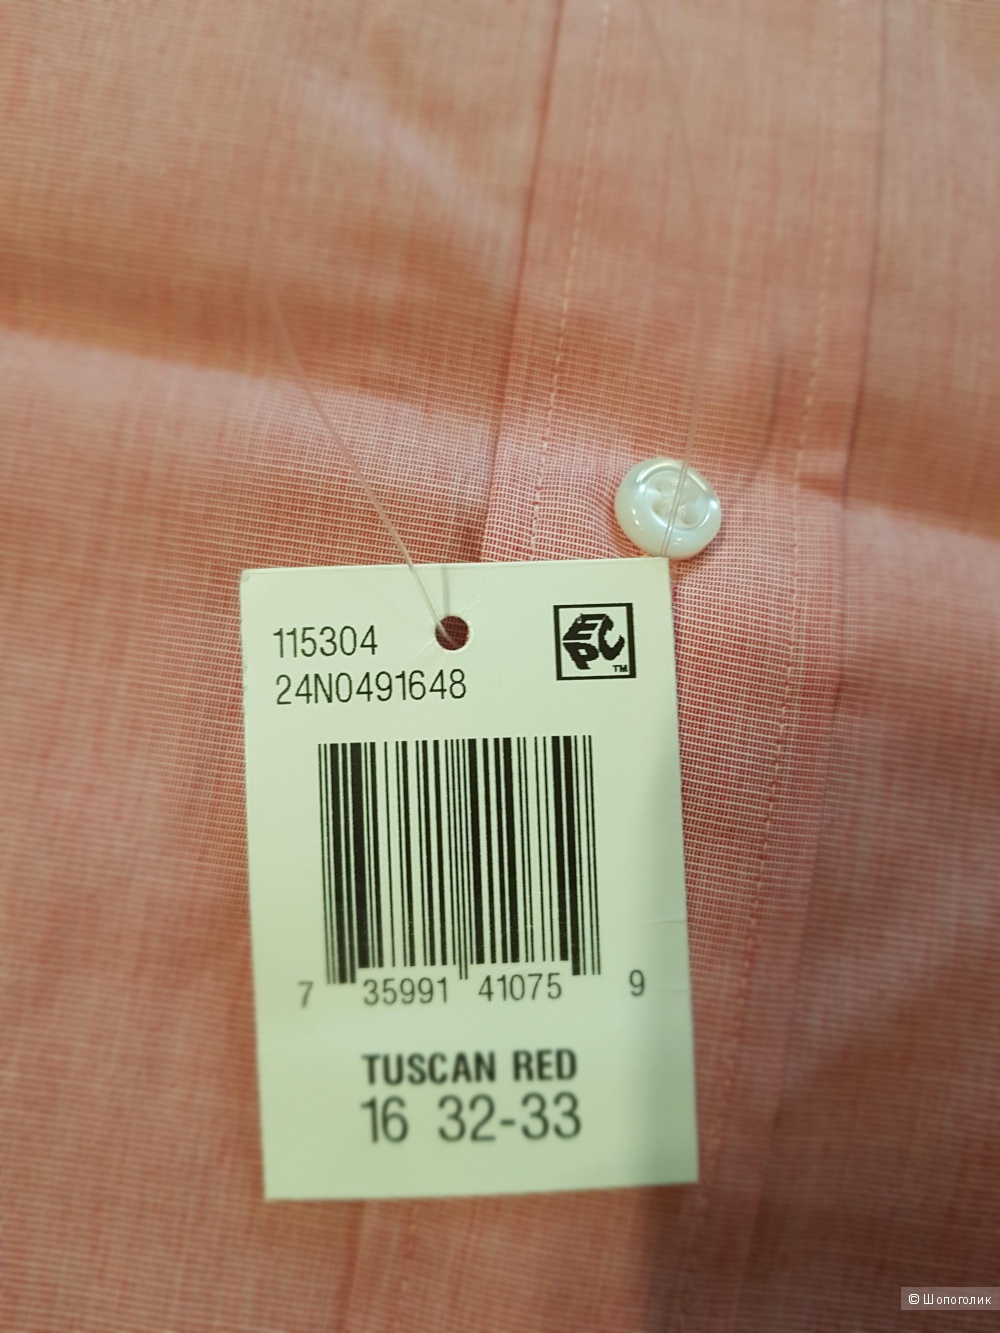 115304
24N0491648
EPC
TM
7 35991 41075 9
TUSCAN RED
16 32-33
© Шопоголик